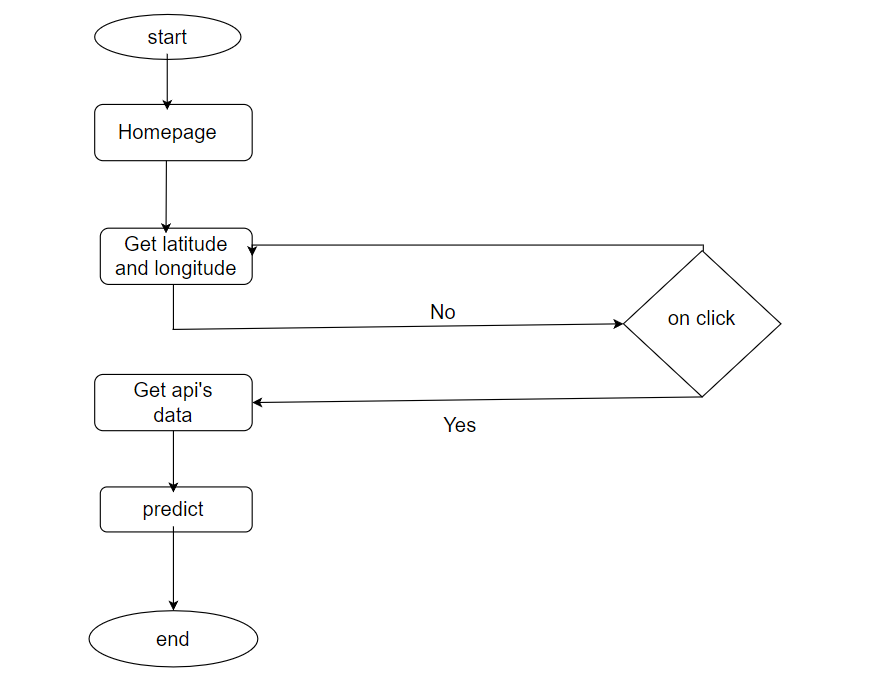 start
Homepage
Get latitude
and longitude
No
on click
Get api's
data
Yes
predict
end